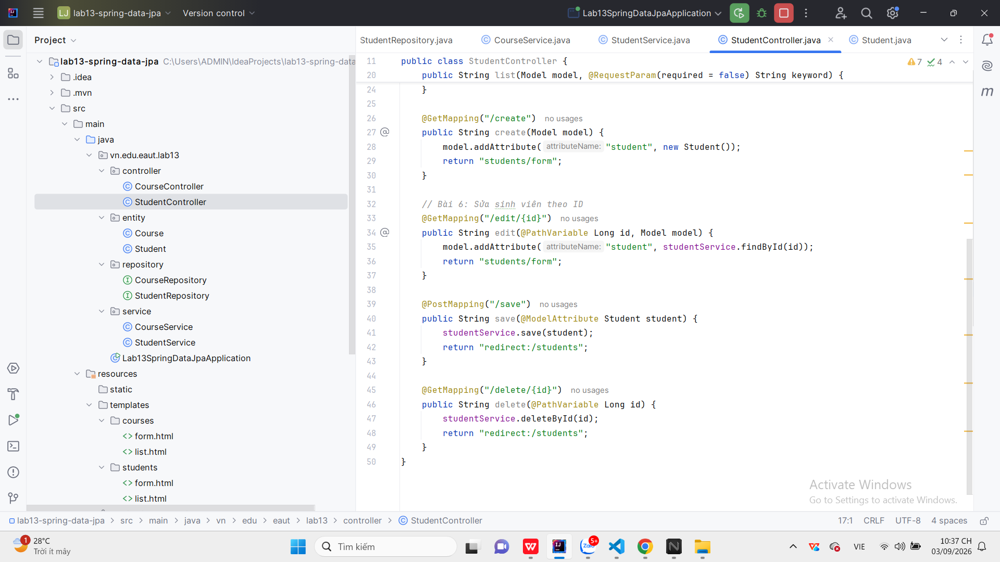 LJ lab13-spring-data-jpa Version control Lab13SpringDataJpaApplication
Project
StudentRepository.java CourseService.java StudentService.java StudentController.java Student.java
lab13-spring-data-jpa C:\Users\ADMIN\IdeaProjects\lab13-spring-data
.idea
.mvn
src
main
java
vn.edu.eaut.lab13
controller
CourseController
StudentController
entity
Course
Student
repository
CourseRepository
StudentRepository
service
CourseService
StudentService
Lab13SpringDataJpaApplication
resources
static
templates
courses
form.html
list.html
students
form.html
list.html
7 4
11 public class StudentController {
20 public String list(Model model, @RequestParam(required = false) String keyword) {
24 }
25
26 @GetMapping("/create") no usages
27 public String create(Model model) {
28 model.addAttribute( attributeName: "student", new Student());
29 return "students/form";
30 }
31
32 // Bài 6: Sửa sinh viên theo ID
33 @GetMapping("/edit/{id}") no usages
34 public String edit(@PathVariable Long id, Model model) {
35 model.addAttribute( attributeName: "student", studentService.findById(id));
36 return "students/form";
37 }
38
39 @PostMapping("/save") no usages
40 public String save(@ModelAttribute Student student) {
41 studentService.save(student);
42 return "redirect:/students";
43 }
44
45 @GetMapping("/delete/{id}") no usages
46 public String delete(@PathVariable Long id) {
47 studentService.deleteById(id);
48 return "redirect:/students";
49 }
50 }
Activate Windows
Go to Settings to activate Windows.
lab13-spring-data-jpa > src > main > java > vn > edu > eaut > lab13 > controller > StudentController
17:1 CRLF UTF-8 4 spaces
1 28°C
Trời ít mây
Tìm kiếm
Zalo 5+
VIE
10:37 CH
03/09/2026